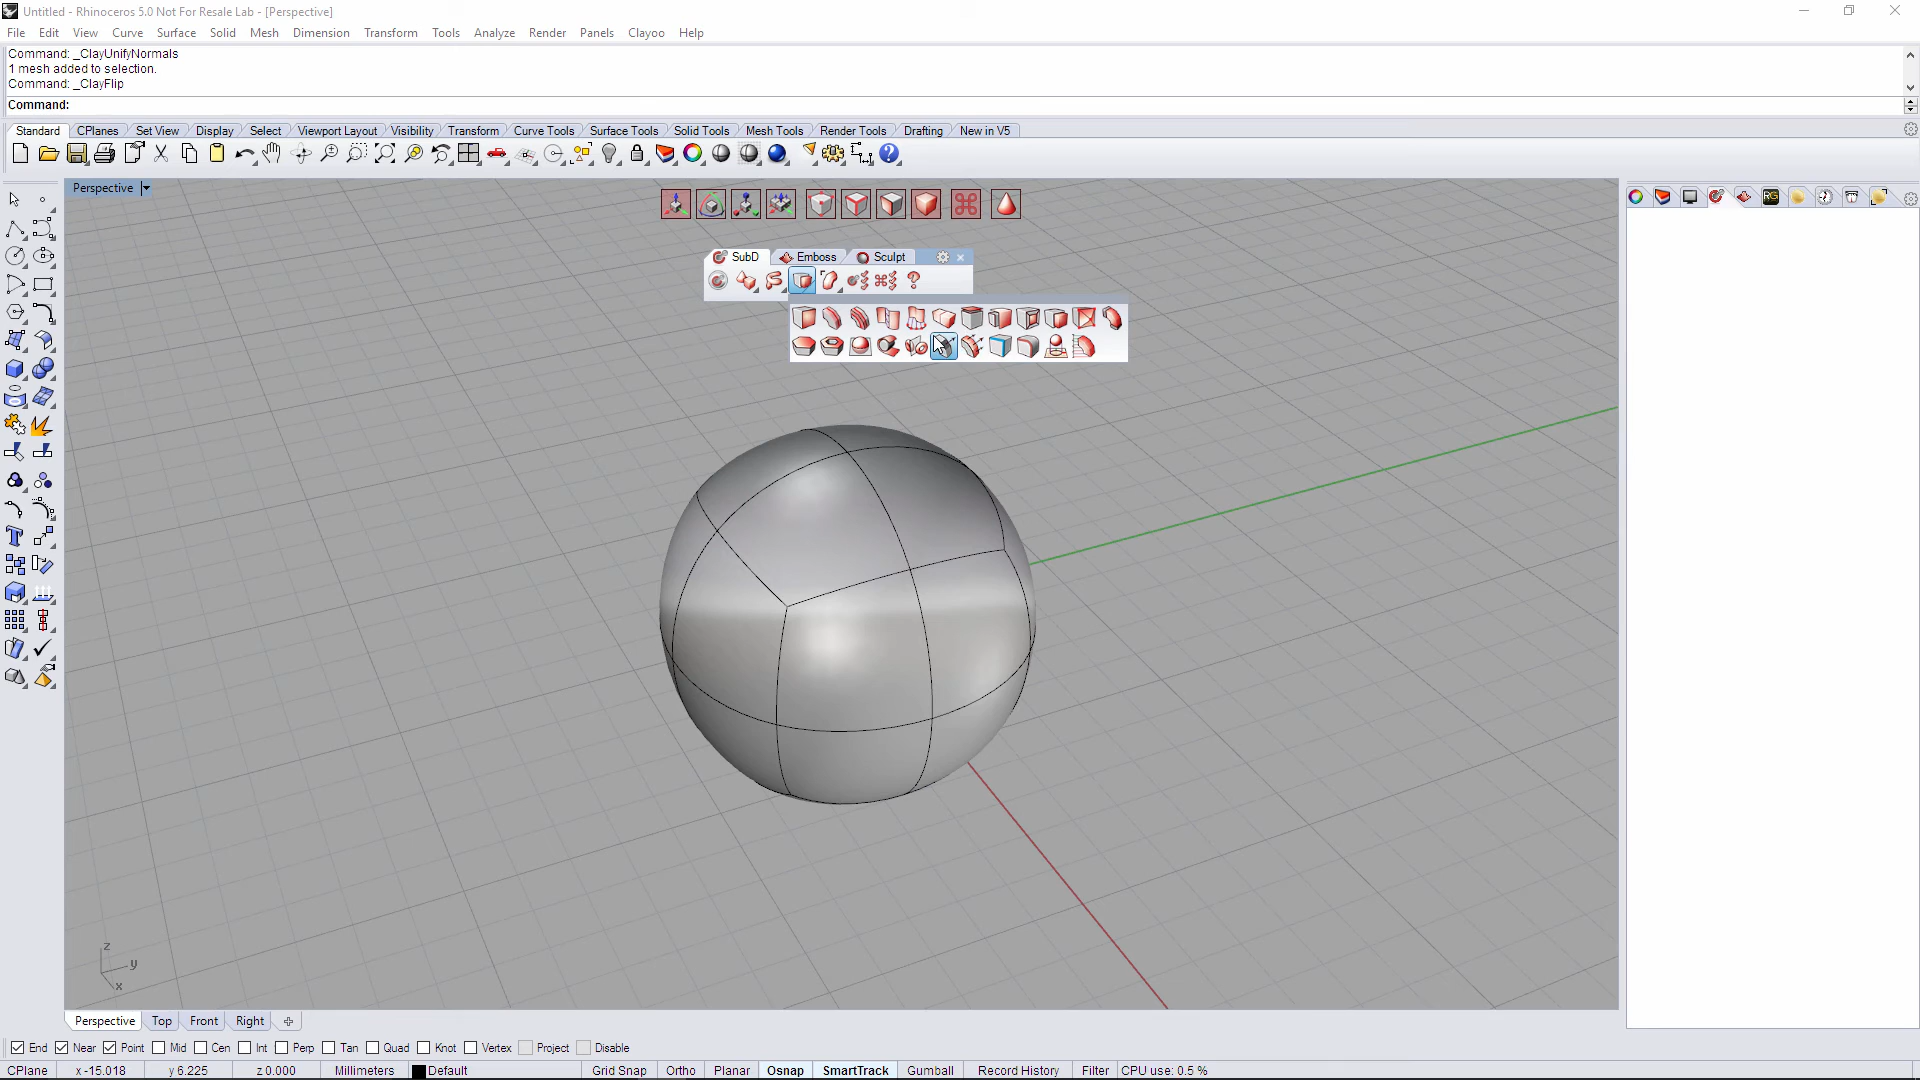 Untitled - Rhinoceros 5.0 Not For Resale Lab - [Perspective]
File Edit View Curve Surface Solid Mesh Dimension Transform Tools Analyze Render Panels Clayoo Help
Command: _ClayUnifyNormals
1 mesh added to selection.
Command: _ClayFlip
Command:
Standard CPlanes Set View Display Select Viewport Layout Visibility Transform Curve Tools Surface Tools Solid Tools Mesh Tools Render Tools Drafting New in V5
Perspective
RG
SubD Emboss Sculpt
z
y
x
Perspective Top Front Right
End Near Point Mid Cen Int Perp Tan Quad Knot Vertex Project Disable
CPlane x -15.018 y 6.225 z 0.000 Millimeters Default Grid Snap Ortho Planar Osnap SmartTrack Gumball Record History Filter CPU use: 0.5 %